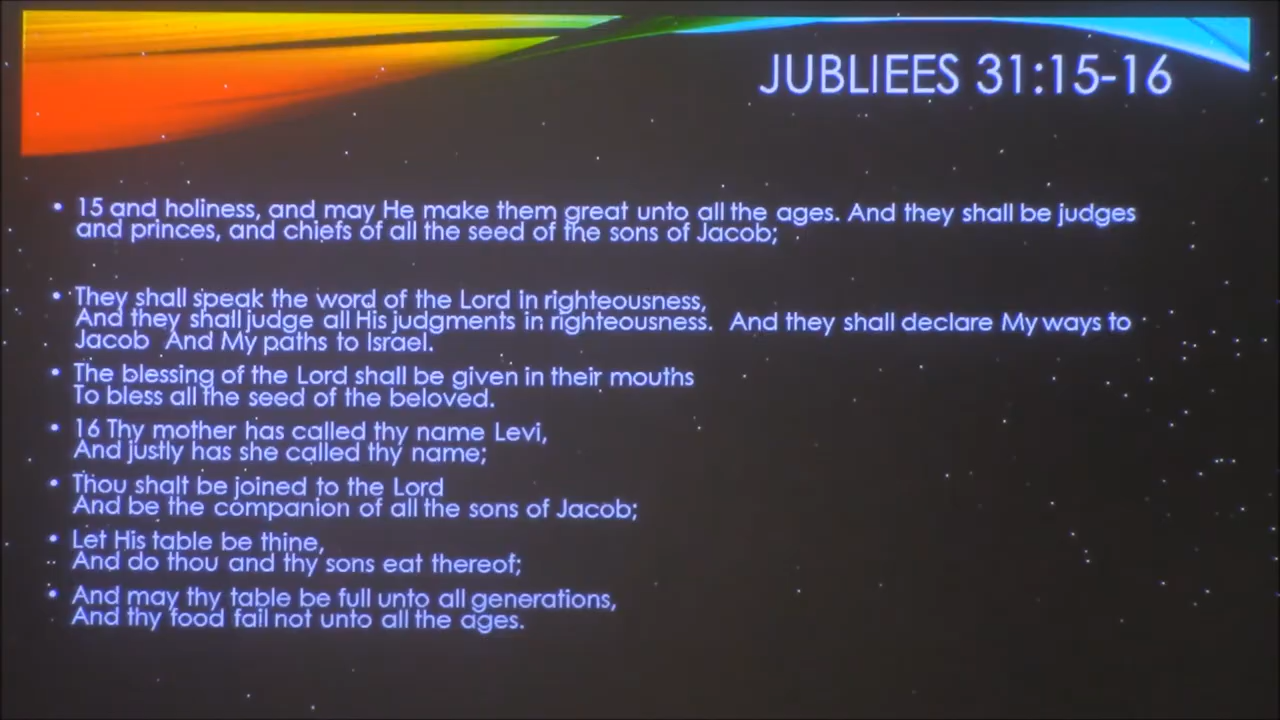 JUBLIEES 31:15-16
• 15 and holiness, and may He make them great unto all the ages. And they shall be judges
and princes, and chiefs of all the seed of the sons of Jacob;
• They shall speak the word of the Lord in righteousness,
And they shall judge all His judgments in righteousness. And they shall declare My ways to
Jacob And My paths to Israel.
• The blessing of the Lord shall be given in their mouths
To bless all the seed of the beloved.
• 16 Thy mother has called thy name Levi,
And justly has she called thy name;
• Thou shalt be joined to the Lord
And be the companion of all the sons of Jacob;
• Let His table be thine,
And do thou and thy sons eat thereof;
• And may thy table be full unto all generations,
And thy food fail not unto all the ages.